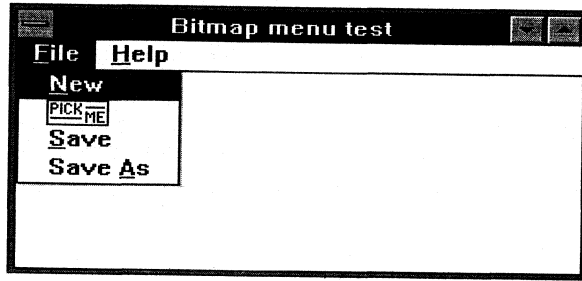 Bitmap menu test
File Help
New
PICK ME
Save
Save As